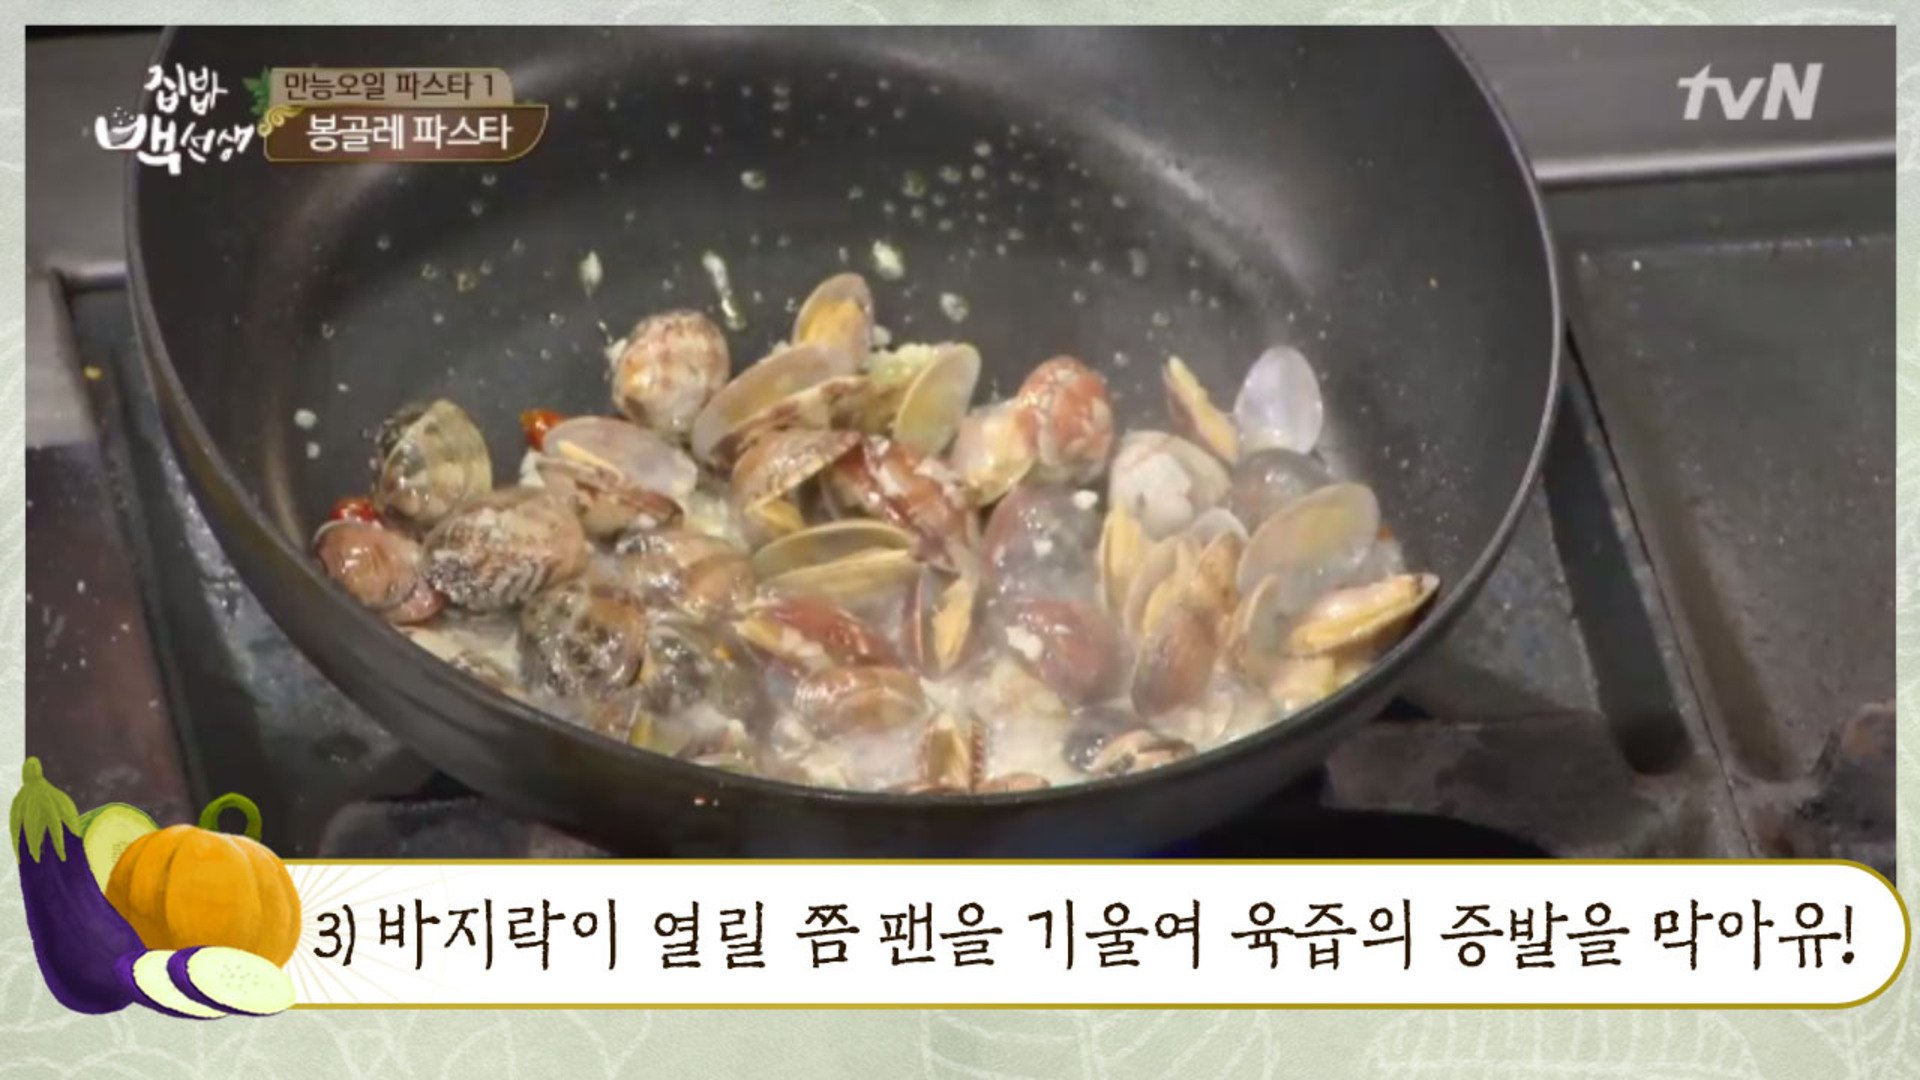 집밥
백선생
만능오일 파스타 1
봉골레 파스타
tvN
3) 바지락이 열릴 쯤 팬을 기울여 육즙의 증발을 막아유!